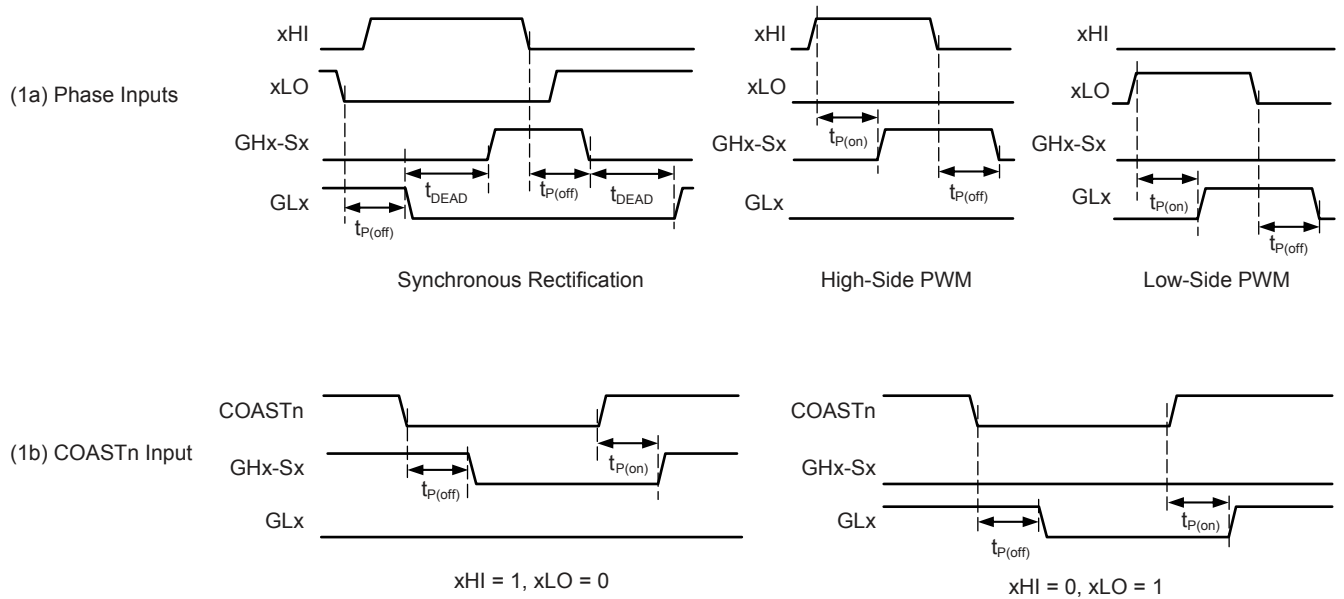 (1a) Phase Inputs
xHI
xLO
GHx-Sx
GLx
tDEAD
tP(off)
tDEAD
tP(off)
Synchronous Rectification
xHI
xLO
GHx-Sx
GLx
tP(on)
tP(off)
High-Side PWM
xHI
xLO
GHx-Sx
GLx
tP(on)
tP(off)
Low-Side PWM
(1b) COASTn Input
COASTn
GHx-Sx
GLx
tP(off)
tP(on)
xHI = 1, xLO = 0
COASTn
GHx-Sx
GLx
tP(off)
tP(on)
xHI = 0, xLO = 1